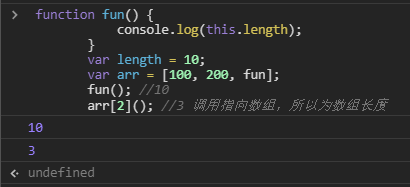 > function fun() {
console.log(this.length);
}
var length = 10;
var arr = [100, 200, fun];
fun(); //10
arr[2](); //3 调用指向数组，所以为数组长度
10
3
undefined